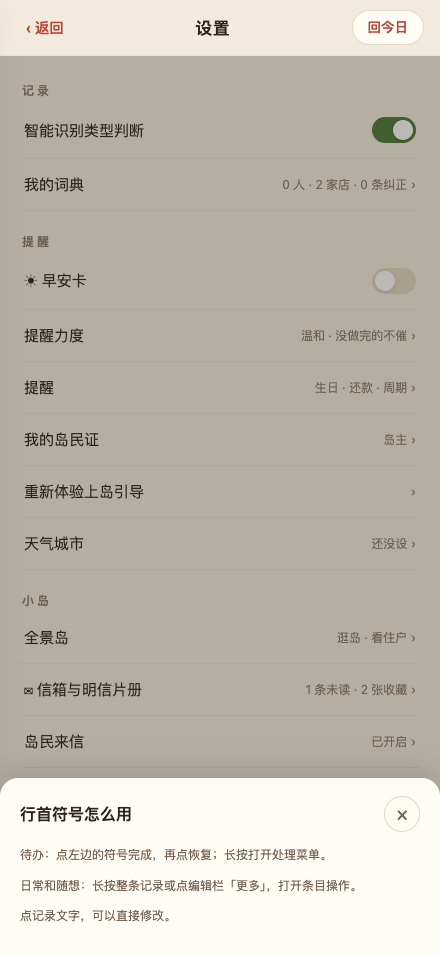 ‹ 返回
设置
回今日
记录
智能识别类型判断
我的词典
0 人 · 2 家店 · 0 条纠正 ›
提醒
☀ 早安卡
提醒力度
温和 · 没做完的不催 ›
提醒
生日 · 还款 · 周期 ›
我的岛民证
岛主 ›
重新体验上岛引导
›
天气城市
还没设 ›
小岛
全景岛
逛岛 · 看住户 ›
✉ 信箱与明信片册
1 条未读 · 2 张收藏 ›
岛民来信
已开启 ›
行首符号怎么用
×
待办：点左边的符号完成，再点恢复；长按打开处理菜单。
日常和随想：长按整条记录或点编辑栏「更多」，打开条目操作。
点记录文字，可以直接修改。